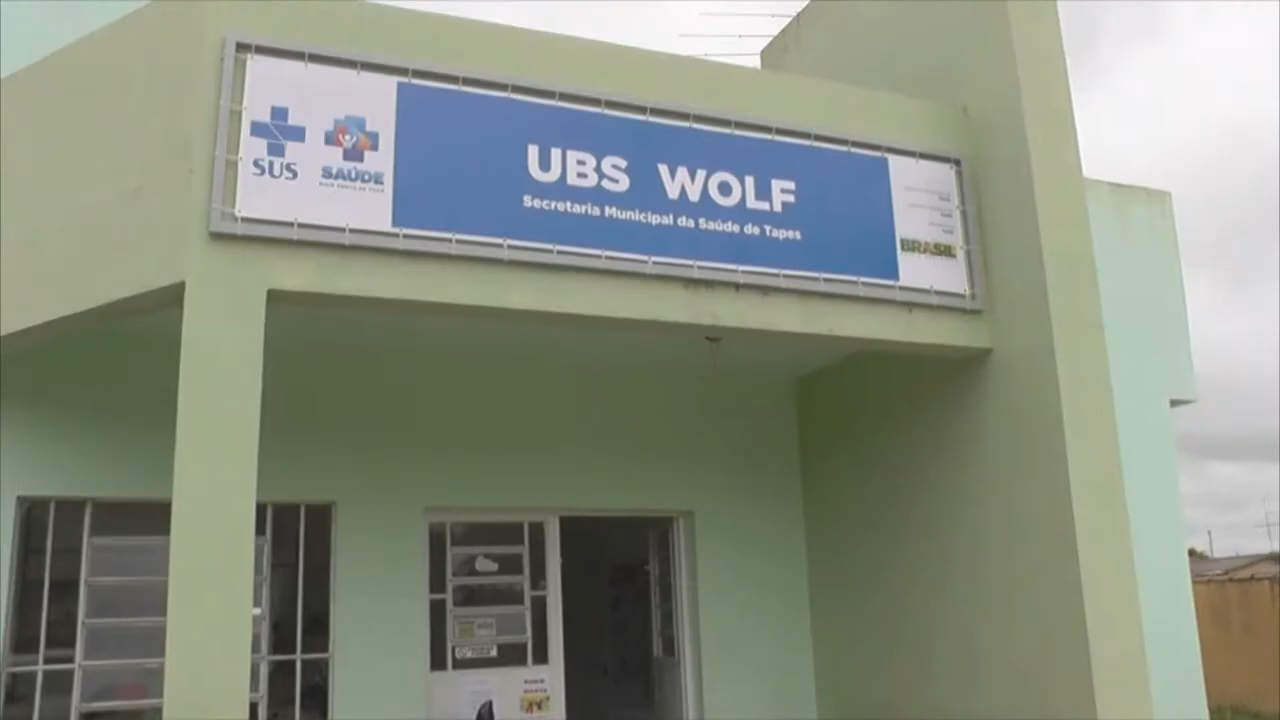 SUS
SAÚDE
UBS WOLF
Secretaria Municipal da Saúde de Tapes
BRASIL